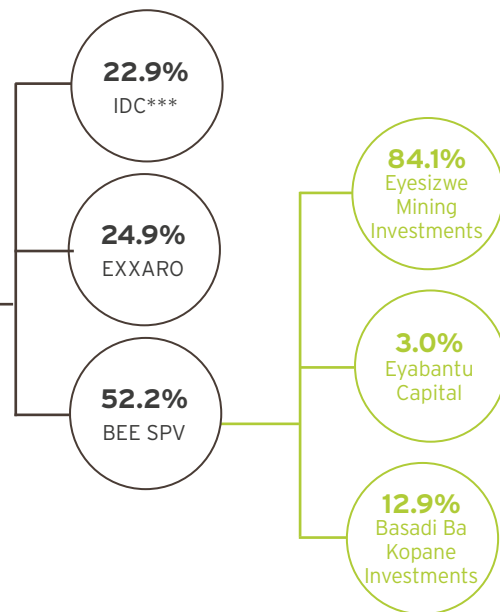 22.9%
IDC***
24.9%
EXXARO
52.2%
BEE SPV
84.1%
Eyesizwe
Mining
Investments
3.0%
Eyabantu
Capital
12.9%
Basadi Ba
Kopane
Investments